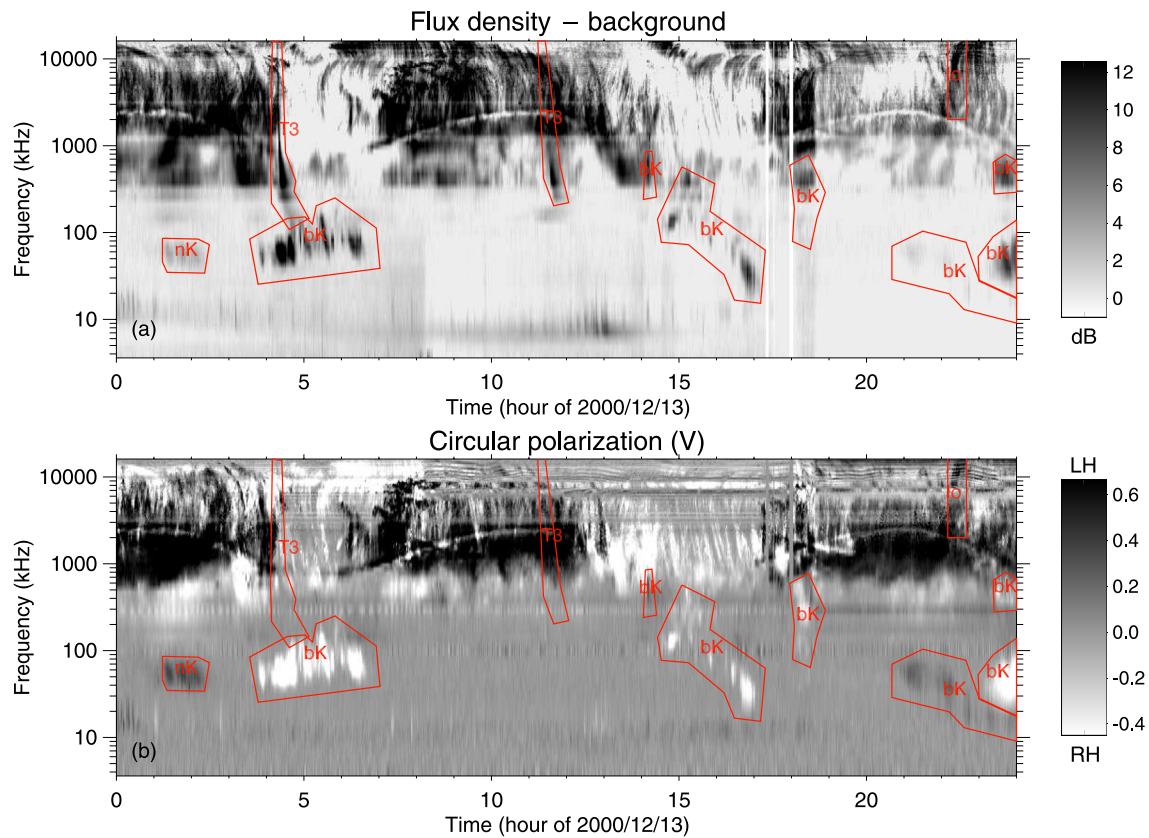 Flux density – background
10000
1000
100
10
Frequency (kHz)
T3
T3
o
bK
bK
bK
bK
bK
nK
bK
bK
(a)
0
5
10
15
20
Time (hour of 2000/12/13)
12
10
8
6
4
2
0
dB
Circular polarization (V)
10000
1000
100
10
Frequency (kHz)
T3
T3
o
bK
bK
bK
bK
bK
nK
bK
bK
(b)
0
5
10
15
20
Time (hour of 2000/12/13)
LH
0.6
0.4
0.2
0.0
-0.2
-0.4
RH